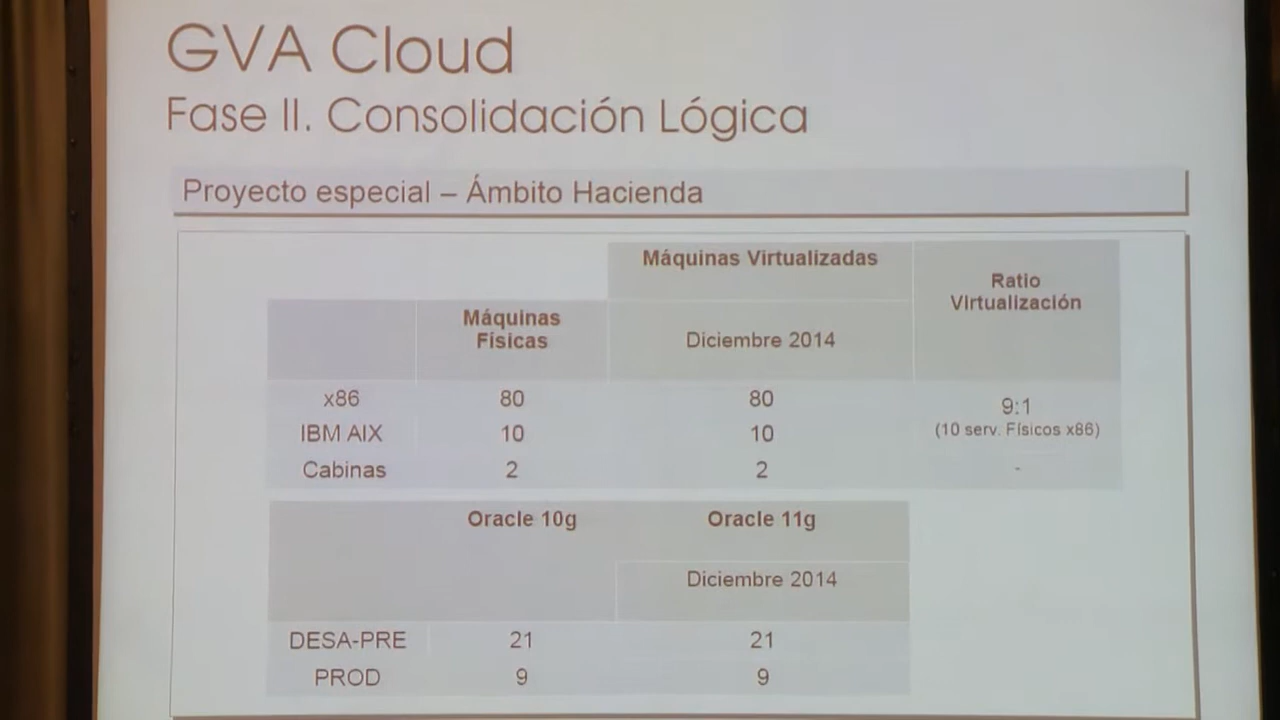 GVA Cloud
Fase II. Consolidación Lógica
Proyecto especial – Ámbito Hacienda
Máquinas Virtualizadas
Ratio
Virtualización
Máquinas
Físicas
Diciembre 2014
x86 80 80
9:1
IBM AIX 10 10
(10 serv. Físicos x86)
Cabinas 2 2 -
Oracle 10g Oracle 11g
Diciembre 2014
DESA-PRE 21 21
PROD 9 9